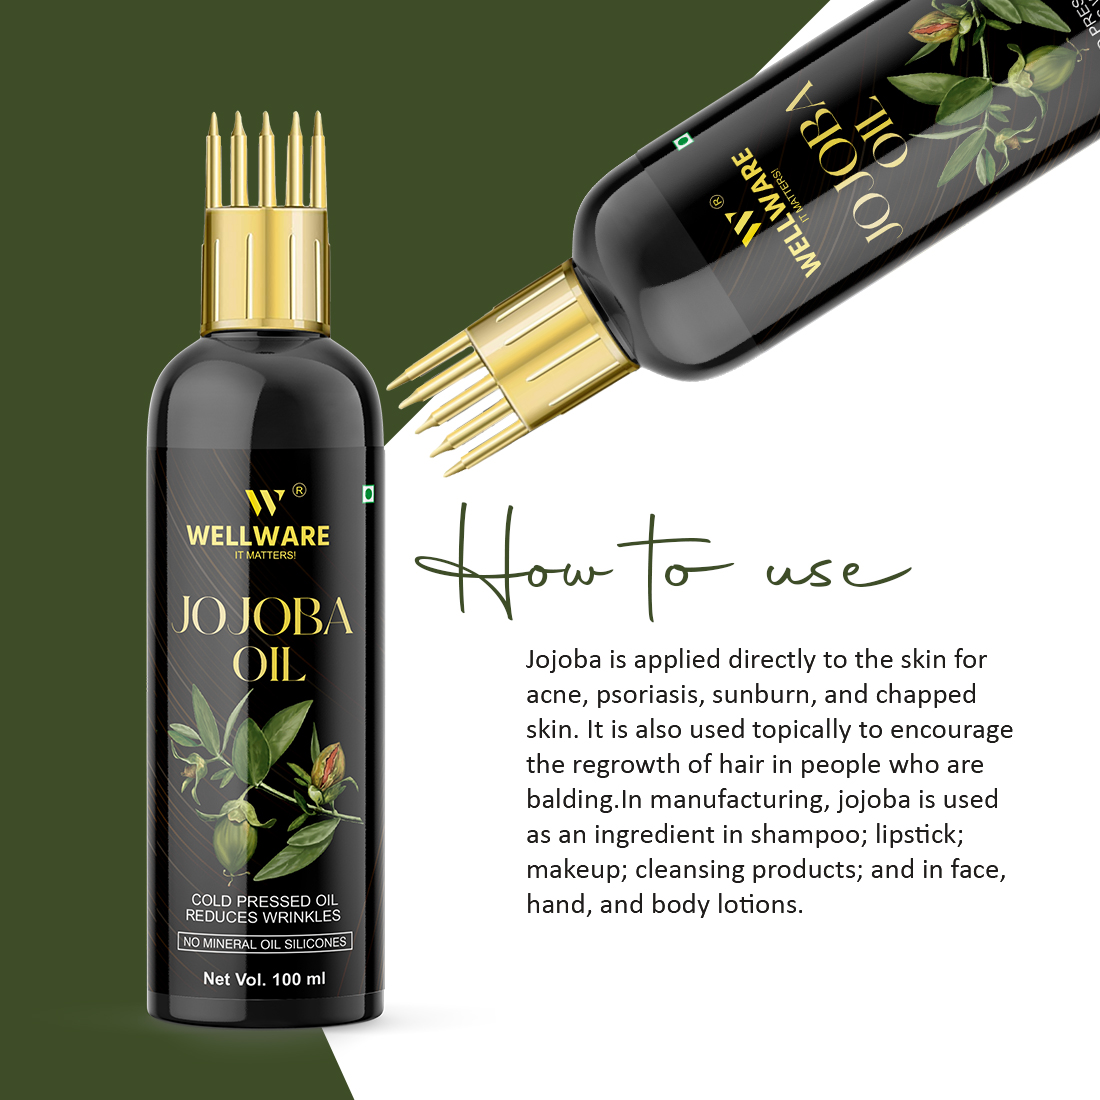 W ®
WELLWARE
IT MATTERS!
JOJOBA
OIL
COLD PRESSED OIL
REDUCES WRINKLES
NO MINERAL OIL SILICONES
Net Vol. 100 ml
W ®
WELLWARE
IT MATTERS!
JOJOBA
OIL
How to use
Jojoba is applied directly to the skin for
acne, psoriasis, sunburn, and chapped
skin. It is also used topically to encourage
the regrowth of hair in people who are
balding.In manufacturing, jojoba is used
as an ingredient in shampoo; lipstick;
makeup; cleansing products; and in face,
hand, and body lotions.